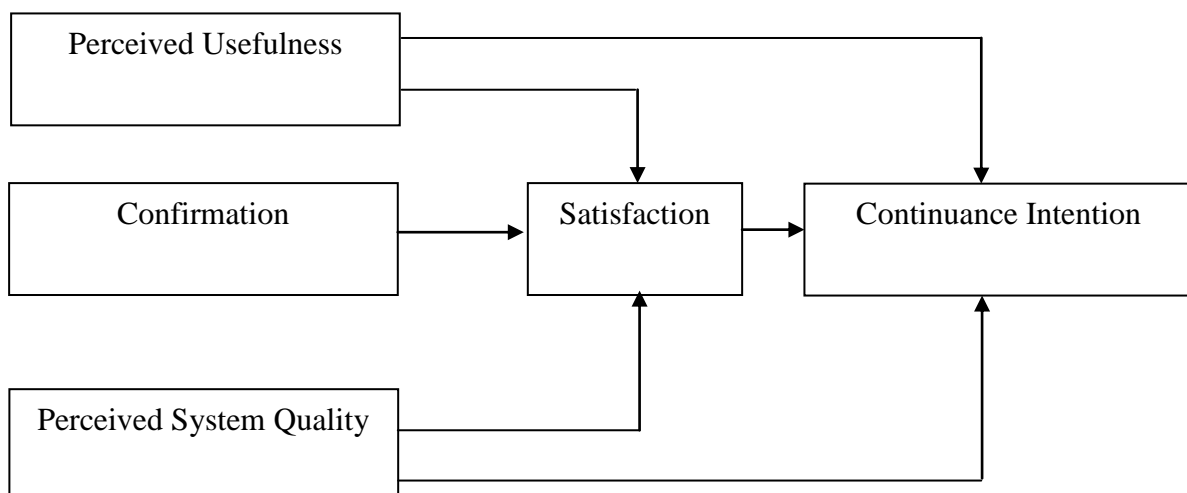 Perceived Usefulness
Confirmation
Satisfaction
Continuance Intention
Perceived System Quality